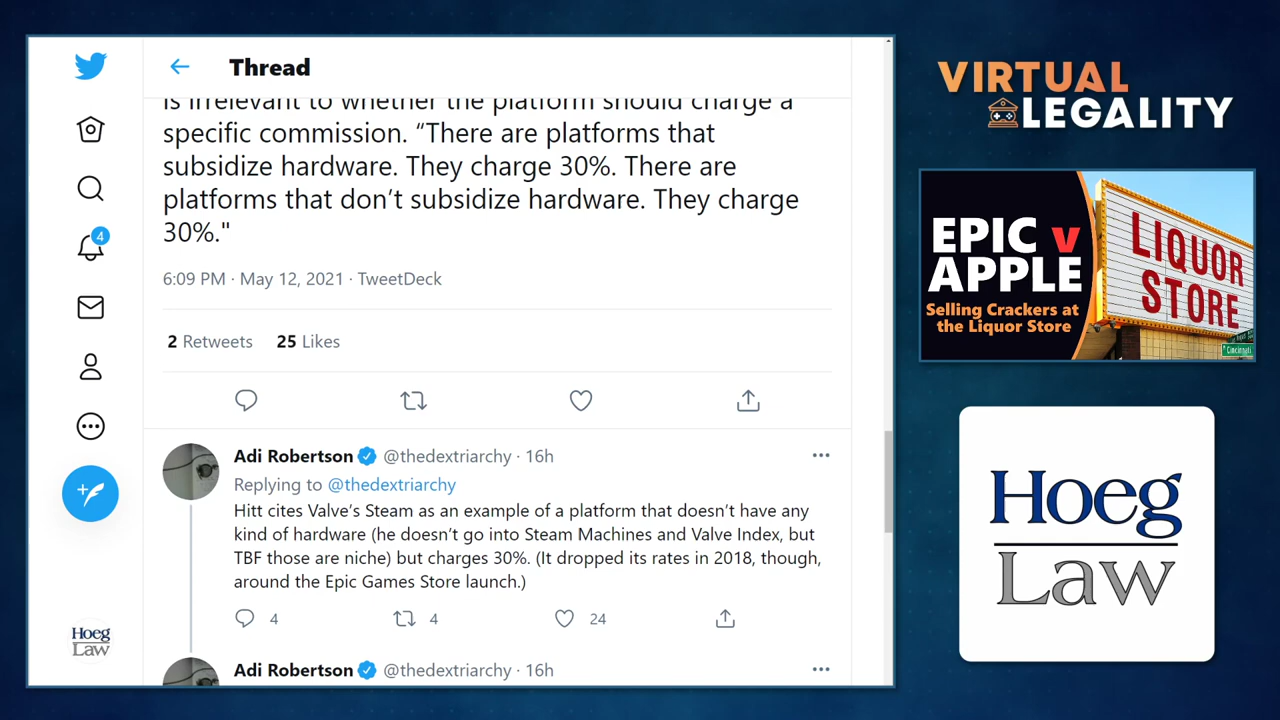 Thread
is irrelevant to whether the platform should charge a
specific commission. “There are platforms that
subsidize hardware. They charge 30%. There are
platforms that don’t subsidize hardware. They charge
30%."
6:09 PM · May 12, 2021 · TweetDeck
2 Retweets 25 Likes
Adi Robertson @thedextriarchy · 16h
Replying to @thedextriarchy
Hitt cites Valve’s Steam as an example of a platform that doesn’t have any
kind of hardware (he doesn’t go into Steam Machines and Valve Index, but
TBF those are niche) but charges 30%. (It dropped its rates in 2018, though,
around the Epic Games Store launch.)
4 4 24
Adi Robertson @thedextriarchy · 16h
4
Hoeg
Law
VIRTUAL
LEGALITY
EPIC v
APPLE
Selling Crackers at
the Liquor Store
LIQUOR
STORE
Cincinnati
Hoeg
Law